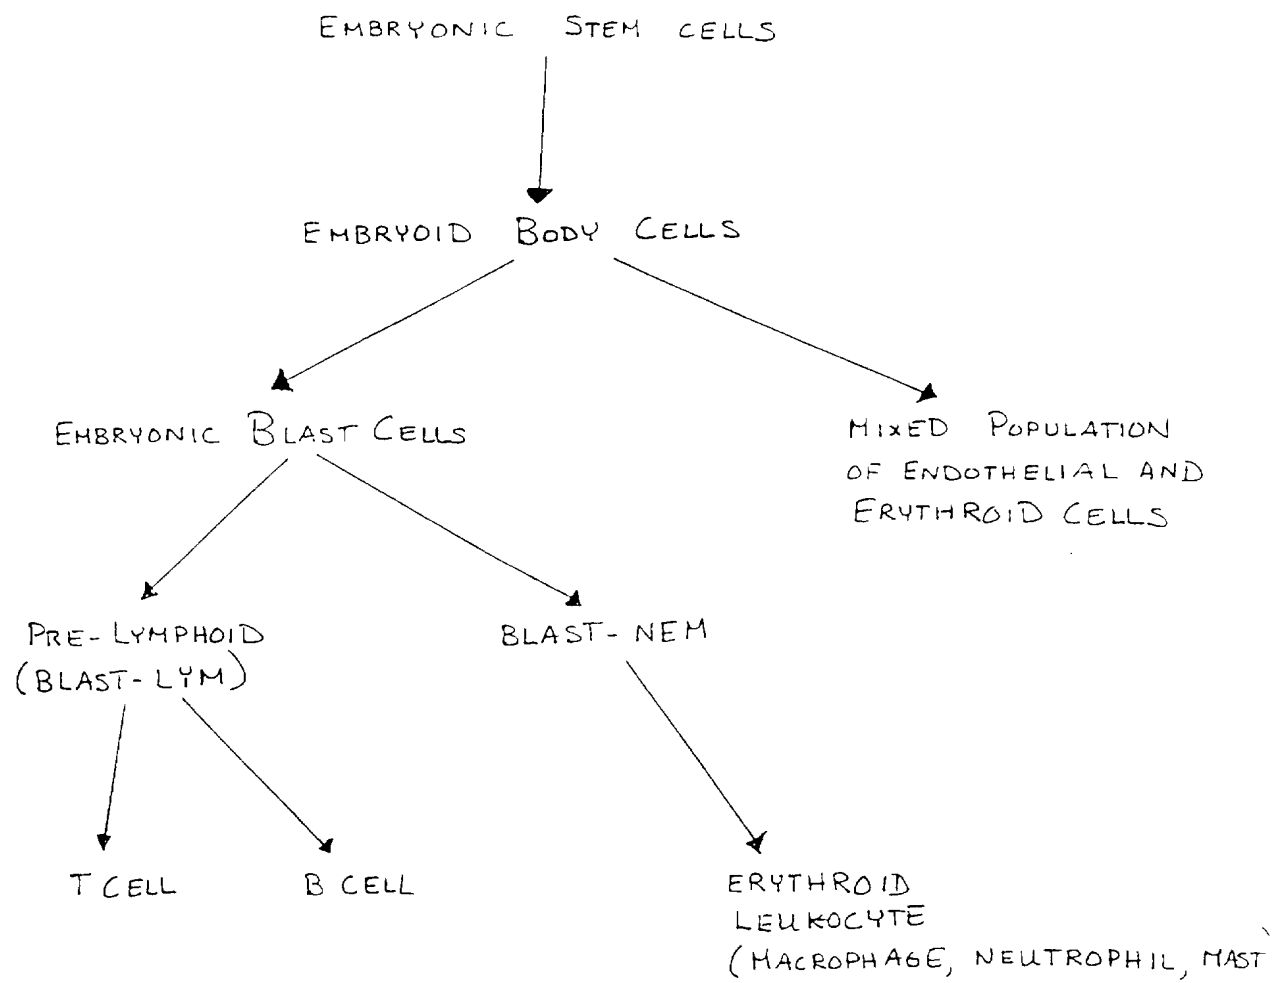 EMBRYONIC STEM CELLS
EMBRYOID BODY CELLS
EMBRYONIC BLAST CELLS
MIXED POPULATION
OF ENDOTHELIAL AND
ERYTHROID CELLS
PRE-LYMPHOID
(BLAST-LYM)
BLAST-NEM
T CELL
B CELL
ERYTHROID
LEUKOCYTE
(MACROPHAGE, NEUTROPHIL, MAST